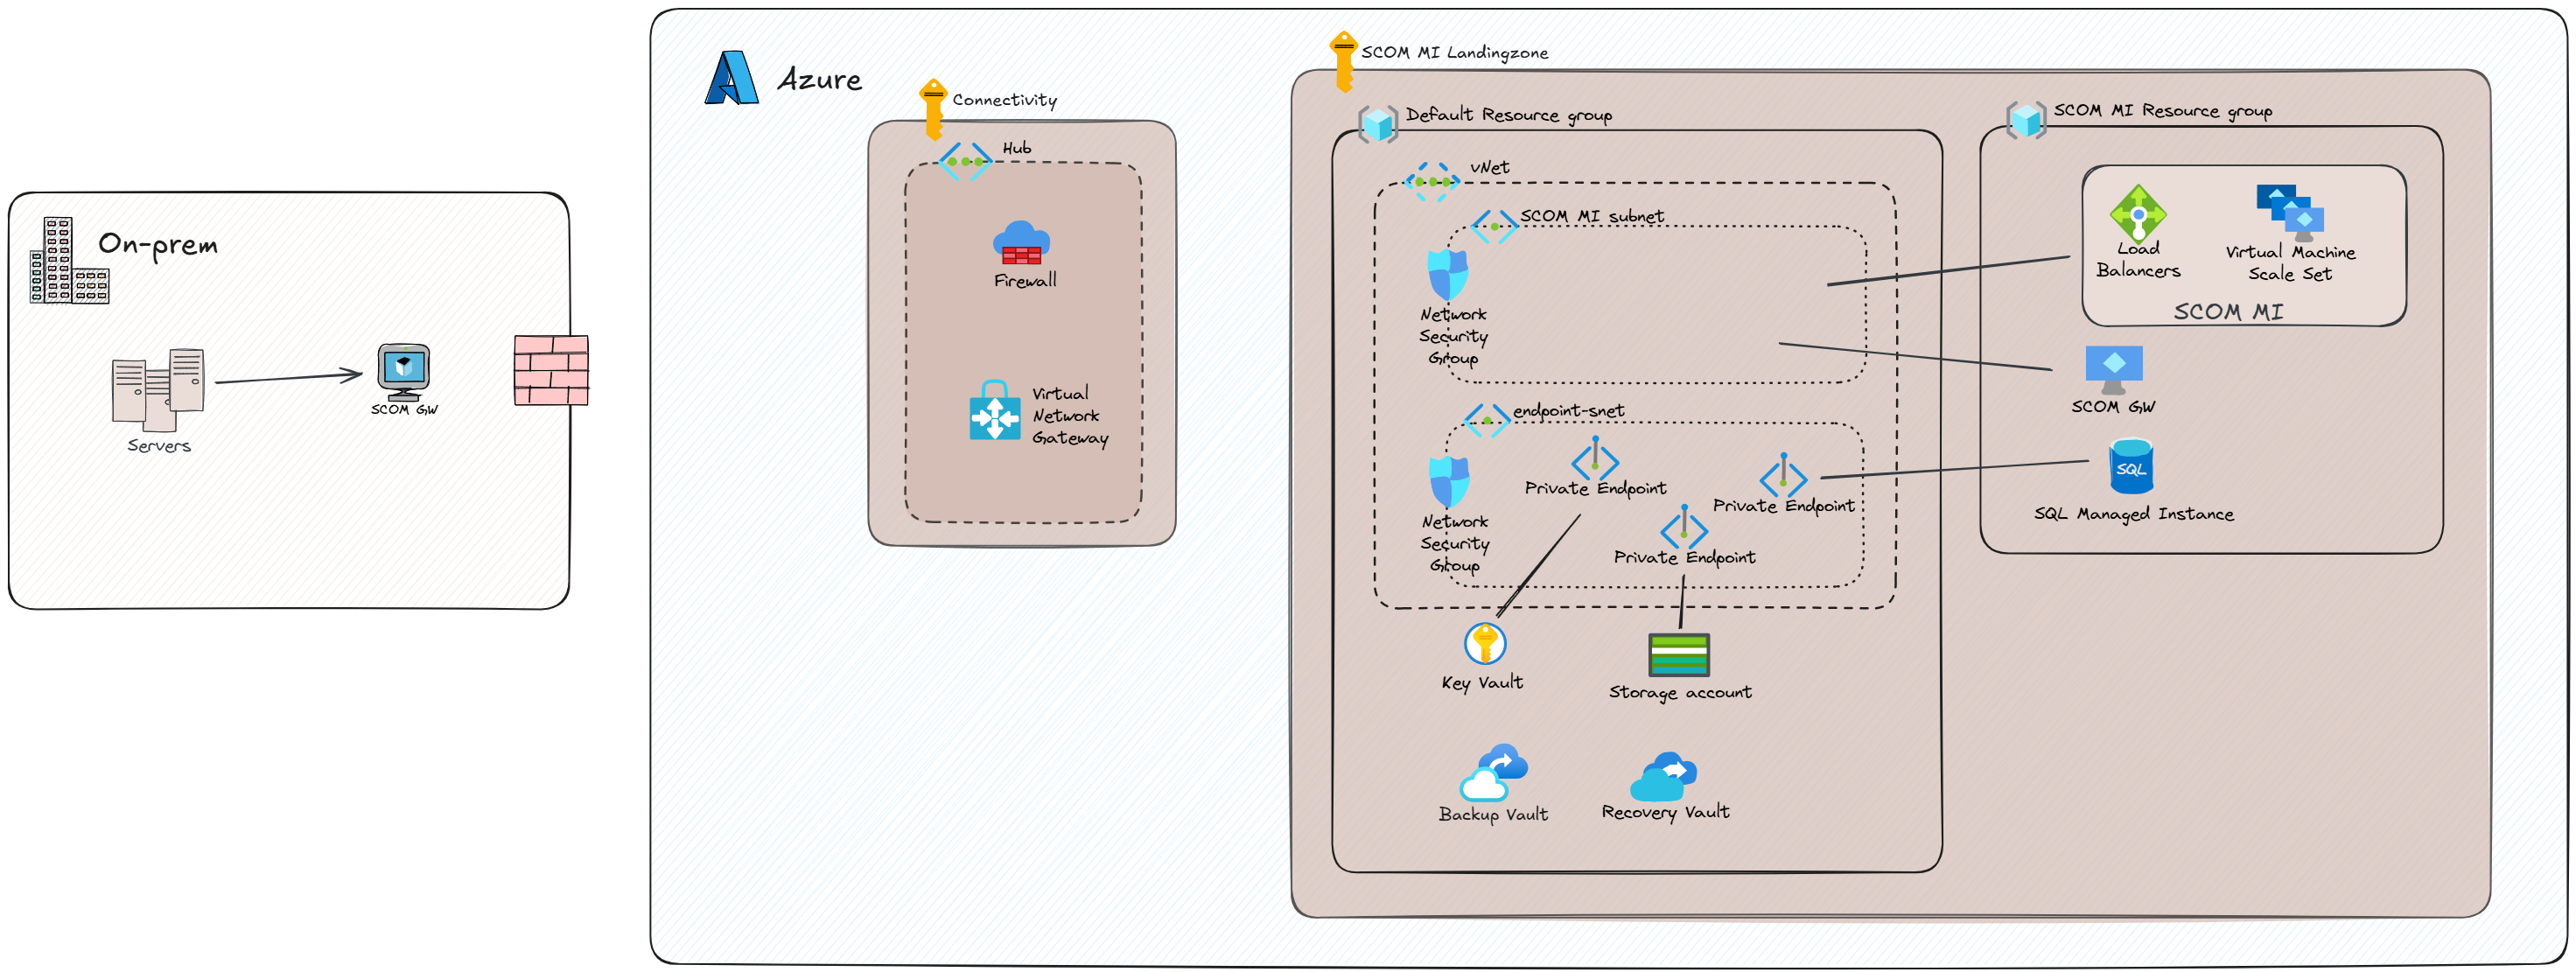 On-prem
Servers
SCOM GW
Azure
Connectivity
Hub
Firewall
Virtual
Network
Gateway
SCOM MI Landingzone
Default Resource group
vNet
SCOM MI subnet
Network
Security
Group
endpoint-snet
Network
Security
Group
Private Endpoint
Private Endpoint
Private Endpoint
Key Vault
Storage account
Backup Vault
Recovery Vault
SCOM MI Resource group
Load
Balancers
Virtual Machine
Scale Set
SCOM MI
SCOM GW
SQL
SQL Managed Instance